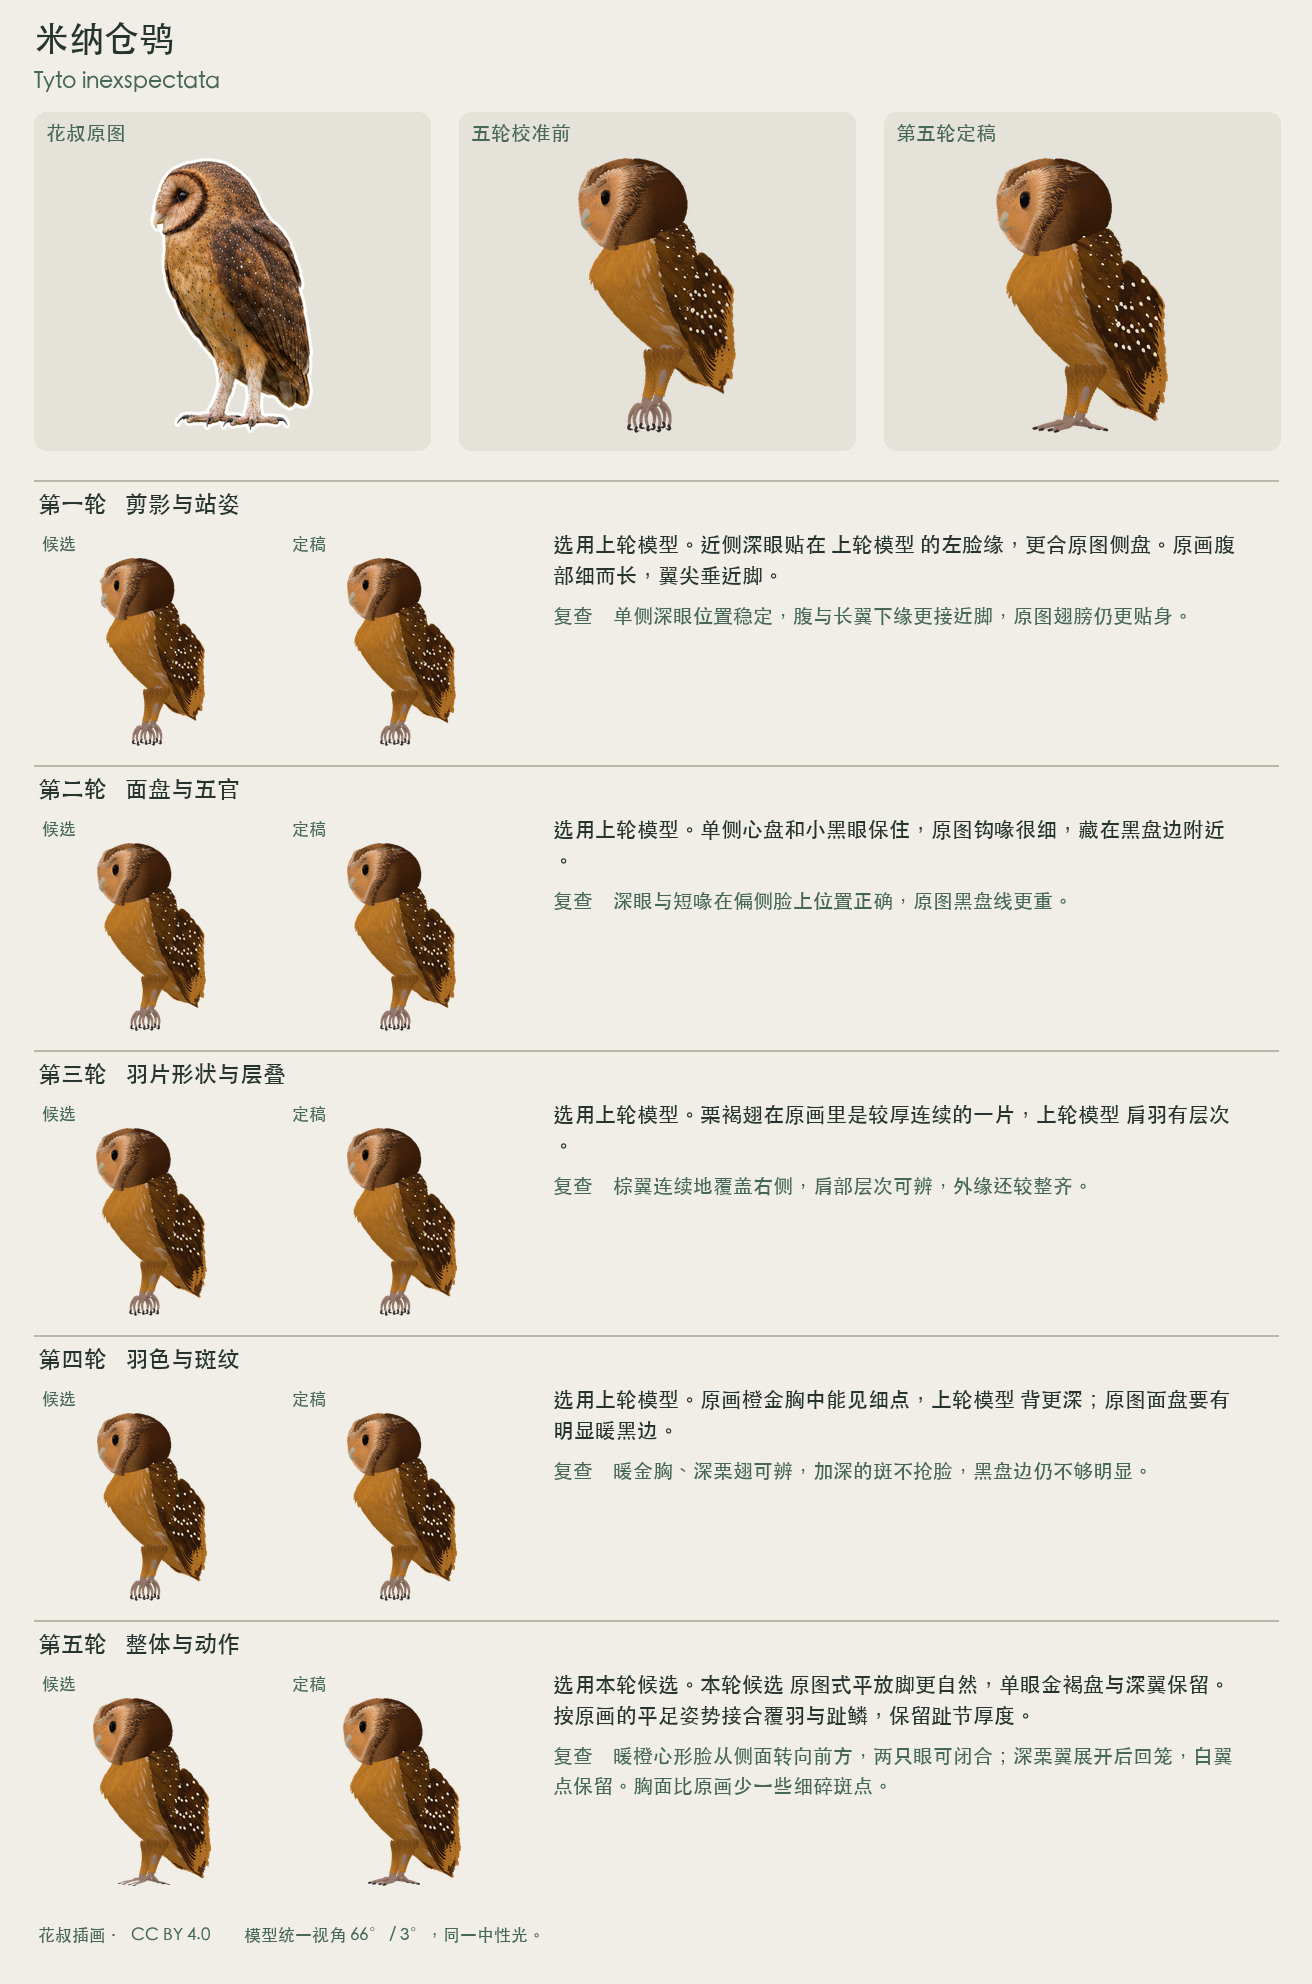 米纳仓鸮
Tyto inexspectata
花叔原图
五轮校准前
第五轮定稿
第一轮 剪影与站姿
候选
定稿
选用上轮模型。近侧深眼贴在 上轮模型 的左脸缘，更合原图侧盘。原画腹
部细而长，翼尖垂近脚。
复查 单侧深眼位置稳定，腹与长翼下缘更接近脚，原图翅膀仍更贴身。
第二轮 面盘与五官
候选
定稿
选用上轮模型。单侧心盘和小黑眼保住，原图钩喙很细，藏在黑盘边附近
。
复查 深眼与短喙在偏侧脸上位置正确，原图黑盘线更重。
第三轮 羽片形状与层叠
候选
定稿
选用上轮模型。栗褐翅在原画里是较厚连续的一片，上轮模型 肩羽有层次
。
复查 棕翼连续地覆盖右侧，肩部层次可辨，外缘还较整齐。
第四轮 羽色与斑纹
候选
定稿
选用上轮模型。原画橙金胸中能见细点，上轮模型 背更深；原图面盘要有
明显暖黑边。
复查 暖金胸、深栗翅可辨，加深的斑不抢脸，黑盘边仍不够明显。
第五轮 整体与动作
候选
定稿
选用本轮候选。本轮候选 原图式平放脚更自然，单眼金褐盘与深翼保留。
按原画的平足姿势接合覆羽与趾鳞，保留趾节厚度。
复查 暖橙心形脸从侧面转向前方，两只眼可闭合；深栗翼展开后回笼，白翼
点保留。胸面比原画少一些细碎斑点。
花叔插画 · CC BY 4.0 模型统一视角 66° / 3°，同一中性光。